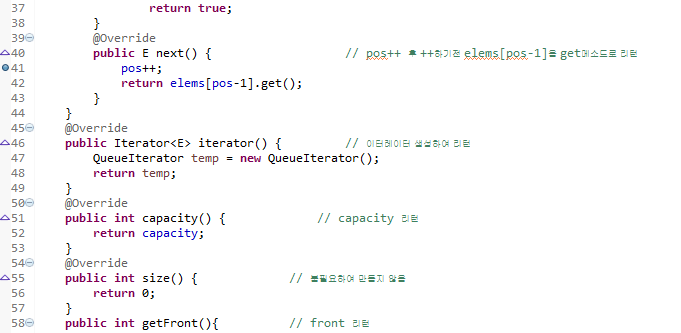 37 return true;
38 }
39 @Override
40 public E next() { // pos++ 후 ++하기전 elems[pos-1]을 get메소드로 리턴
41 pos++;
42 return elems[pos-1].get();
43 }
44 }
45 @Override
46 public Iterator<E> iterator() { // 이터레이터 생성하여 리턴
47 QueueIterator temp = new QueueIterator();
48 return temp;
49 }
50 @Override
51 public int capacity() { // capacity 리턴
52 return capacity;
53 }
54 @Override
55 public int size() { // 불필요하여 만들지 않음
56 return 0;
57 }
58 public int getFront(){ // front 리턴